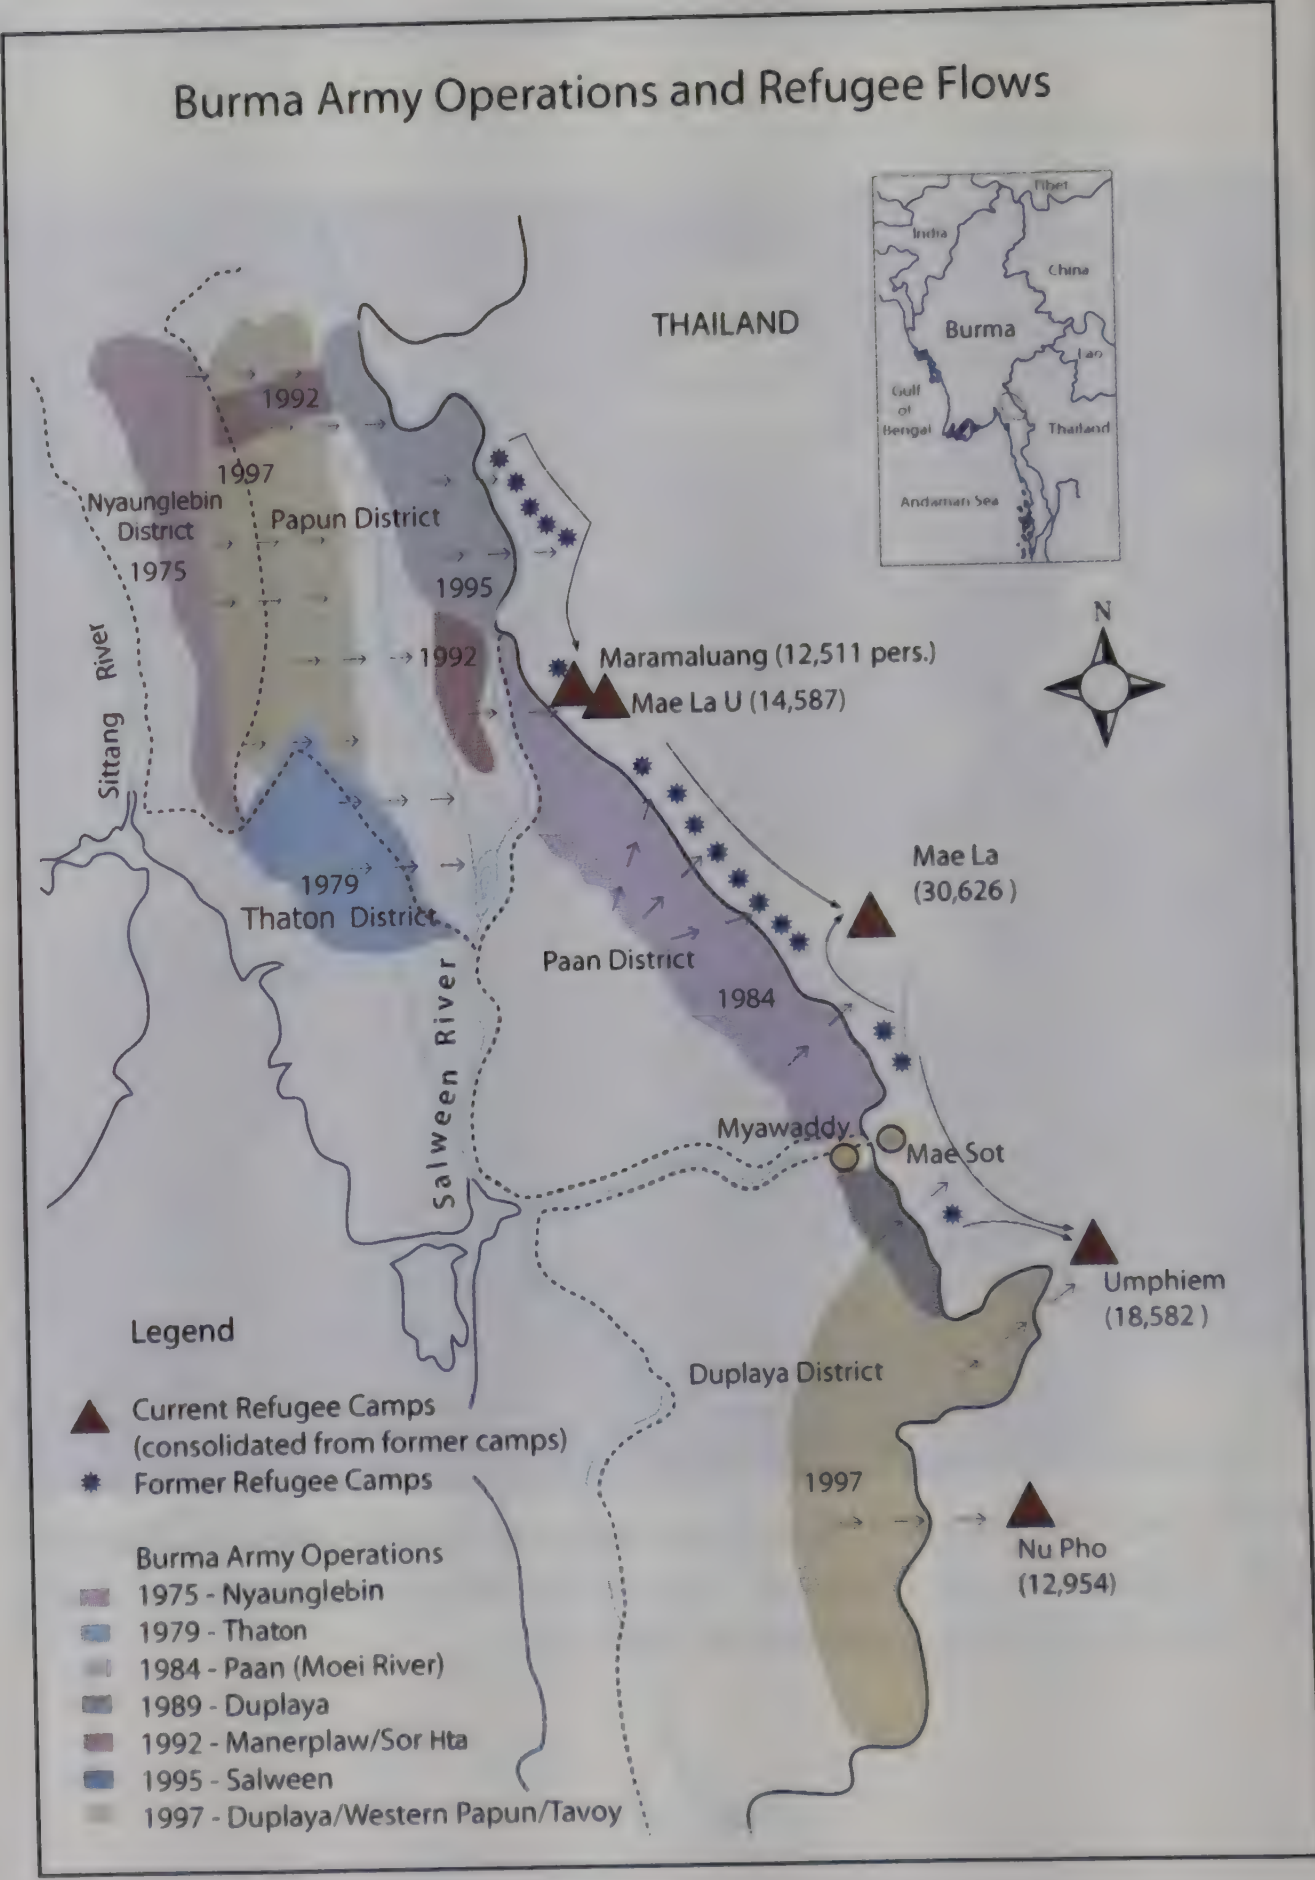 Burma Army Operations and Refugee Flows
Tibet
India
China
Burma
Lao
Gulf
of
Bengal
Thailand
Andaman Sea
THAILAND
1992
1997
Nyaunglebin
District
Papun District
1975
1995
1992
N
Sittang River
Maramaluang (12,511 pers.)
Mae La U (14,587)
Mae La
(30,626 )
1979
Thaton District
Paan District
1984
Salween River
Myawaddy
Mae Sot
Umphiem
(18,582 )
Duplaya District
1997
Nu Pho
(12,954)
Legend
Current Refugee Camps
(consolidated from former camps)
Former Refugee Camps
Burma Army Operations
1975 - Nyaunglebin
1979 - Thaton
1984 - Paan (Moei River)
1989 - Duplaya
1992 - Manerplaw/Sor Hta
1995 - Salween
1997 - Duplaya/Western Papun/Tavoy